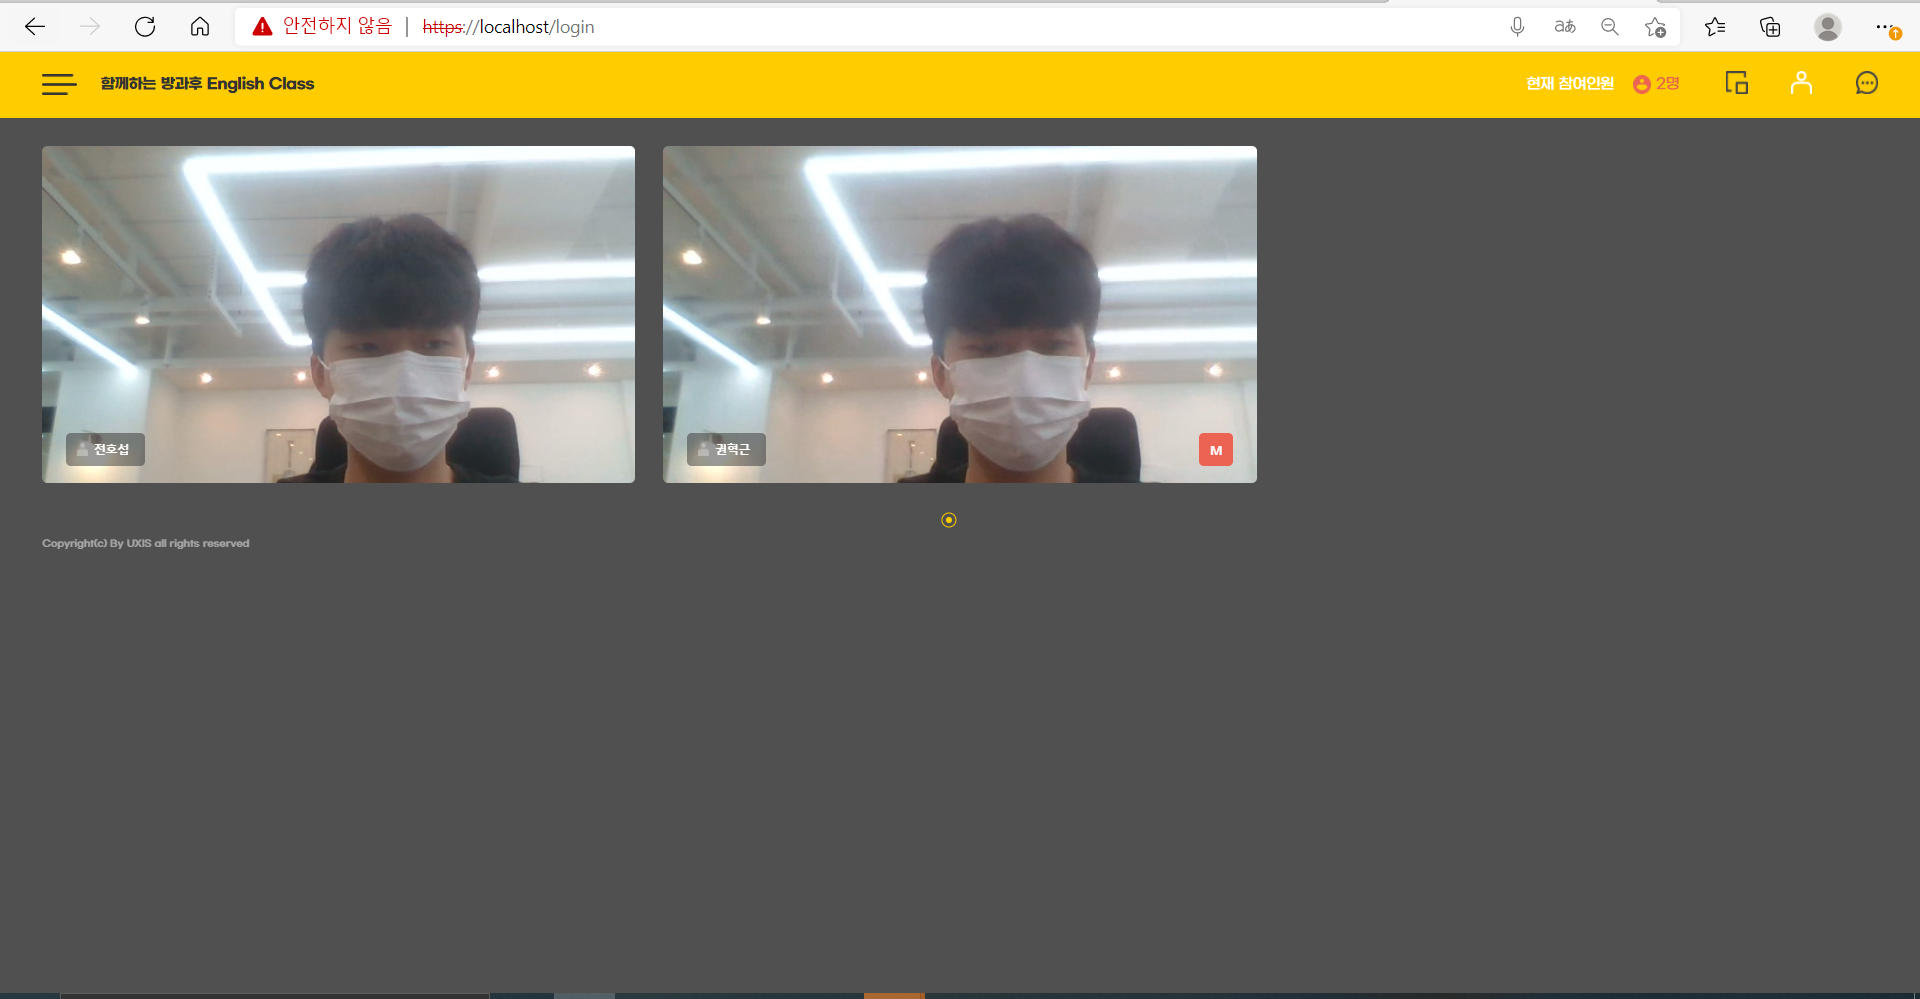 안전하지 않음 | https://localhost/login
aあ
함께하는 방과후 English Class
현재 참여인원 2명
전호섭
권혁근
M
Copyright(c) By UXIS all rights reserved